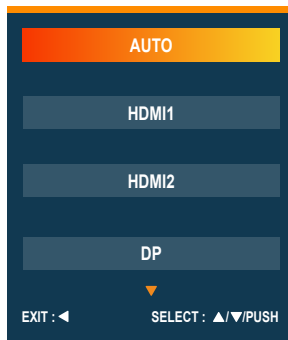 AUTO
HDMI1
HDMI2
DP
EXIT : ◀ SELECT : ▲/▼/PUSH